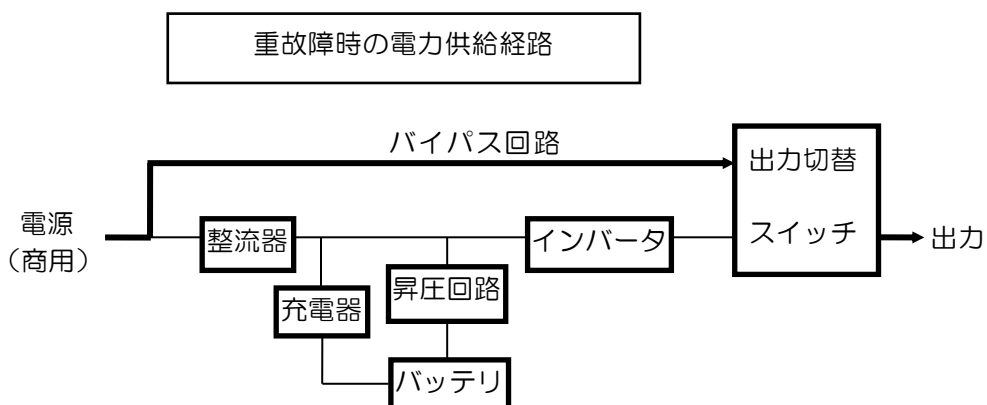 重故障時の電力供給経路
バイパス回路
出力切替
スイッチ
電源
（商用）
整流器
インバータ
出力
充電器
昇圧回路
バッテリ